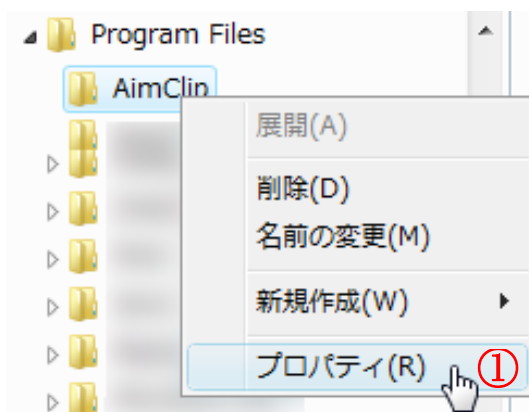 Program Files
AimClip
展開(A)
削除(D)
名前の変更(M)
新規作成(W)
プロパティ(R)
①